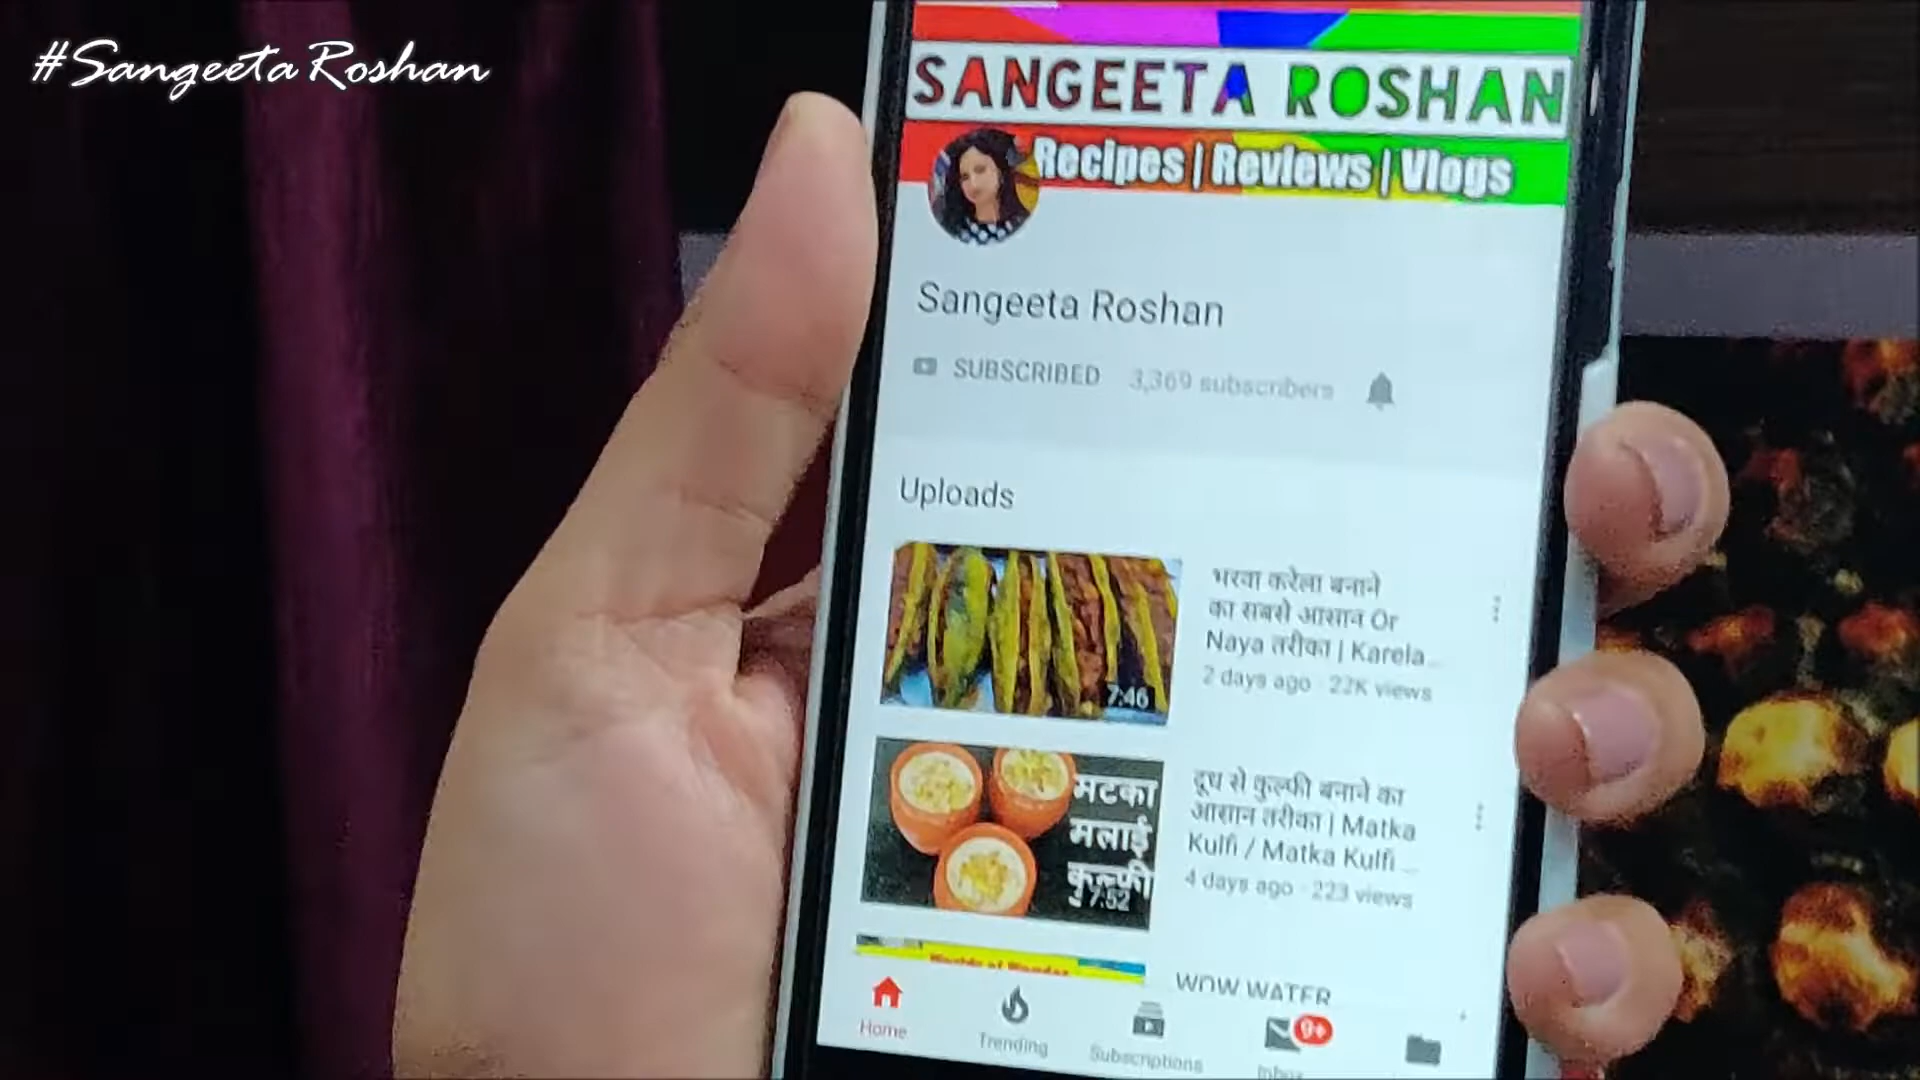 #Sangeeta Roshan
SANGEETA ROSHAN
Recipes | Reviews | Vlogs
Sangeeta Roshan
SUBSCRIBED 3,369 subscribers
Uploads
भरवा करेला बनाने
का सबसे आसान Or
Naya तरीका | Karela...
2 days ago · 22K views
7:46
दूध से कुल्फी बनाने का
आसान तरीका | Matka
Kulfi / Matka Kulfi ...
4 days ago · 223 views
मटका
मलाई
कुल्फी
7:52
WOW WATER
Home
Trending
Subscriptions
9+
Inbox